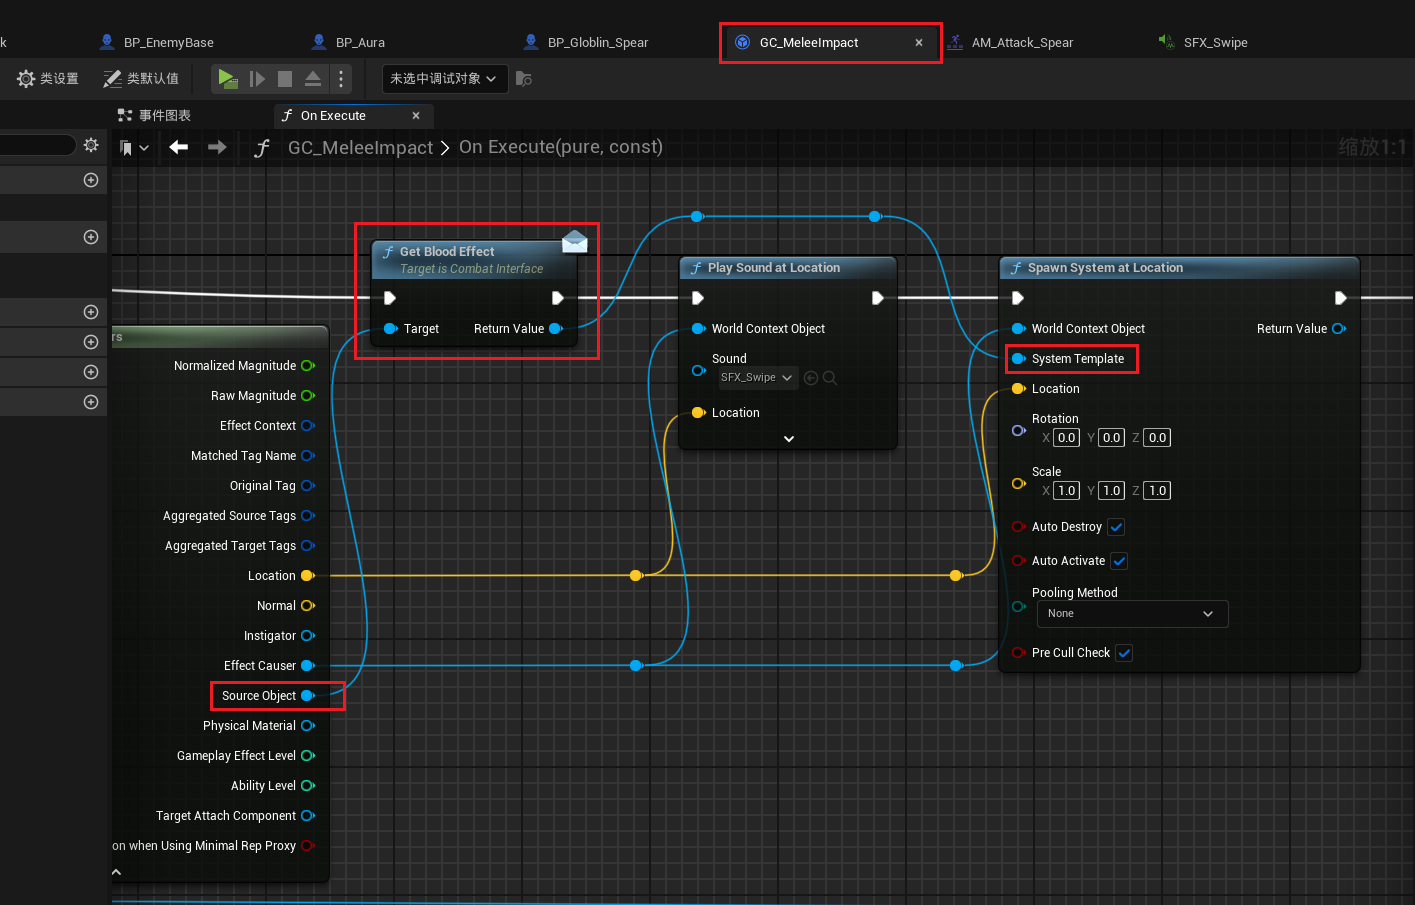 k
BP_EnemyBase
BP_Aura
BP_Globlin_Spear
GC_MeleeImpact
AM_Attack_Spear
SFX_Swipe
类设置
类默认值
未选中调试对象
事件图表
On Execute
GC_MeleeImpact > On Execute(pure, const)
缩放1:1
Get Blood Effect
Target is Combat Interface
Target
Return Value
Play Sound at Location
World Context Object
Sound
SFX_Swipe
Location
Spawn System at Location
World Context Object
Return Value
System Template
Location
Rotation
X 0.0 Y 0.0 Z 0.0
Scale
X 1.0 Y 1.0 Z 1.0
Auto Destroy
Auto Activate
Pooling Method
None
Pre Cull Check
rs
Normalized Magnitude
Raw Magnitude
Effect Context
Matched Tag Name
Original Tag
Aggregated Source Tags
Aggregated Target Tags
Location
Normal
Instigator
Effect Causer
Source Object
Physical Material
Gameplay Effect Level
Ability Level
Target Attach Component
on when Using Minimal Rep Proxy